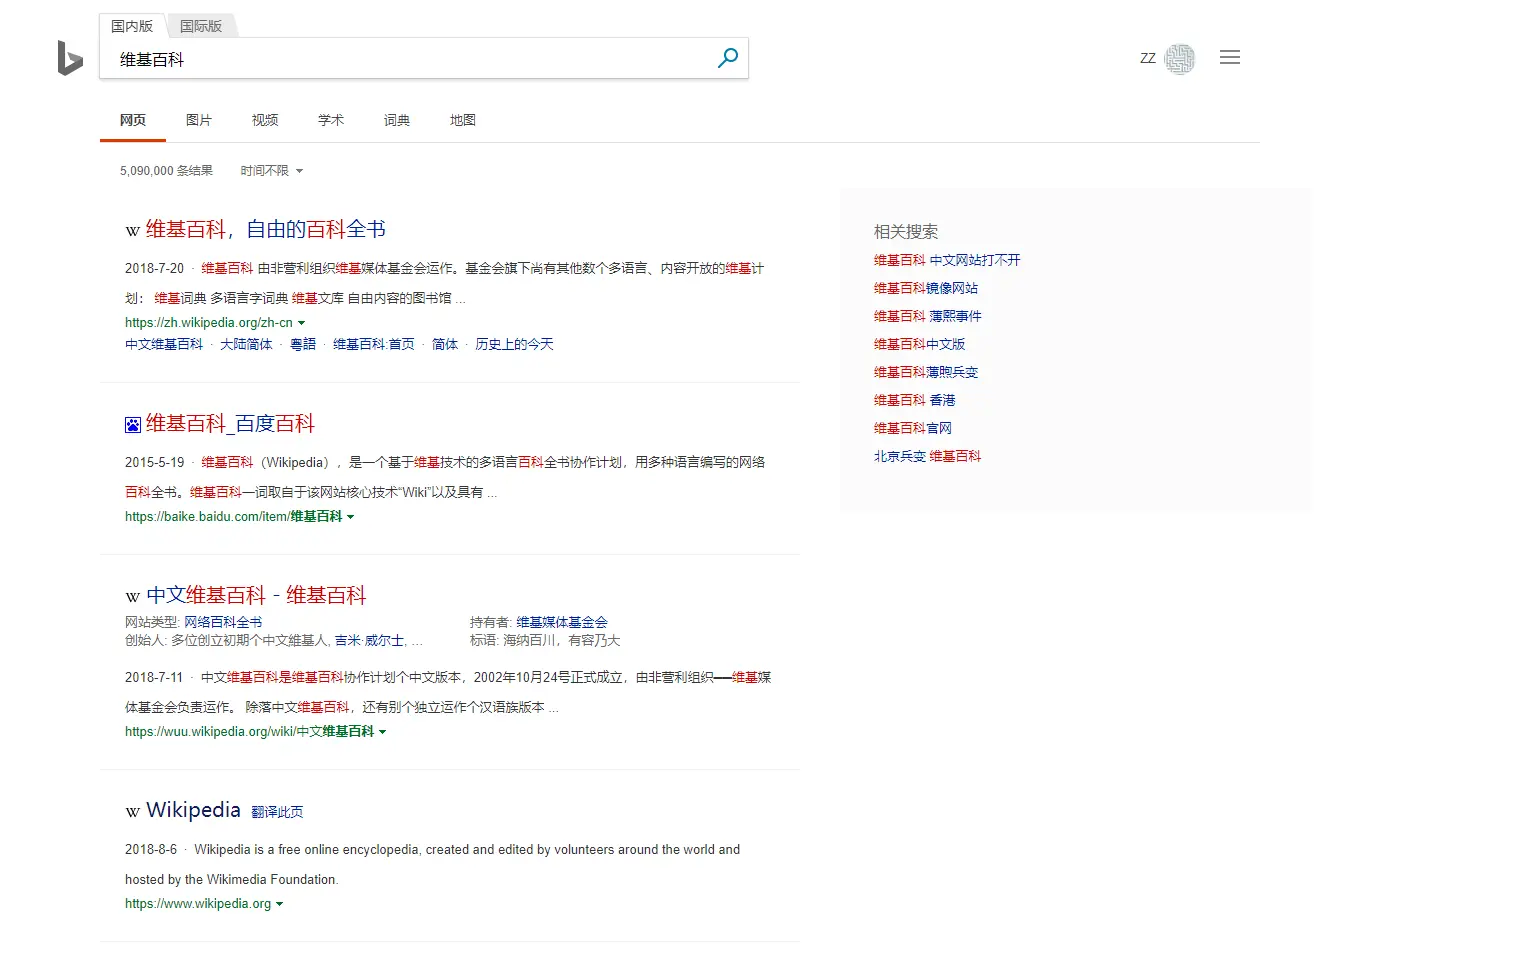 国内版 国际版
维基百科
ZZ
网页 图片 视频 学术 词典 地图
5,090,000 条结果 时间不限
W 维基百科，自由的百科全书
2018-7-20 · 维基百科 由非营利组织维基媒体基金会运作。基金会旗下尚有其他数个多语言、内容开放的维基计
划： 维基词典 多语言字词典 维基文库 自由内容的图书馆 ...
https://zh.wikipedia.org/zh-cn
中文维基百科 · 大陆简体 · 粵語 · 维基百科:首页 · 简体 · 历史上的今天
维基百科_百度百科
2015-5-19 · 维基百科（Wikipedia），是一个基于维基技术的多语言百科全书协作计划，用多种语言编写的网络
百科全书。维基百科一词取自于该网站核心技术“Wiki”以及具有 ...
https://baike.baidu.com/item/维基百科
W 中文维基百科 - 维基百科
网站类型: 网络百科全书 持有者: 维基媒体基金会
创始人: 多位创立初期个中文維基人, 吉米·威尔士, ... 标语: 海纳百川，有容乃大
2018-7-11 · 中文维基百科是维基百科协作计划个中文版本，2002年10月24号正式成立，由非营利组织──维基媒
体基金会负责运作。 除落中文维基百科，还有别个独立运作个汉语族版本 ...
https://wuu.wikipedia.org/wiki/中文维基百科
W Wikipedia 翻译此页
2018-8-6 · Wikipedia is a free online encyclopedia, created and edited by volunteers around the world and
hosted by the Wikimedia Foundation.
https://www.wikipedia.org
相关搜索
维基百科 中文网站打不开
维基百科镜像网站
维基百科 薄熙事件
维基百科中文版
维基百科薄煦兵变
维基百科 香港
维基百科官网
北京兵变 维基百科